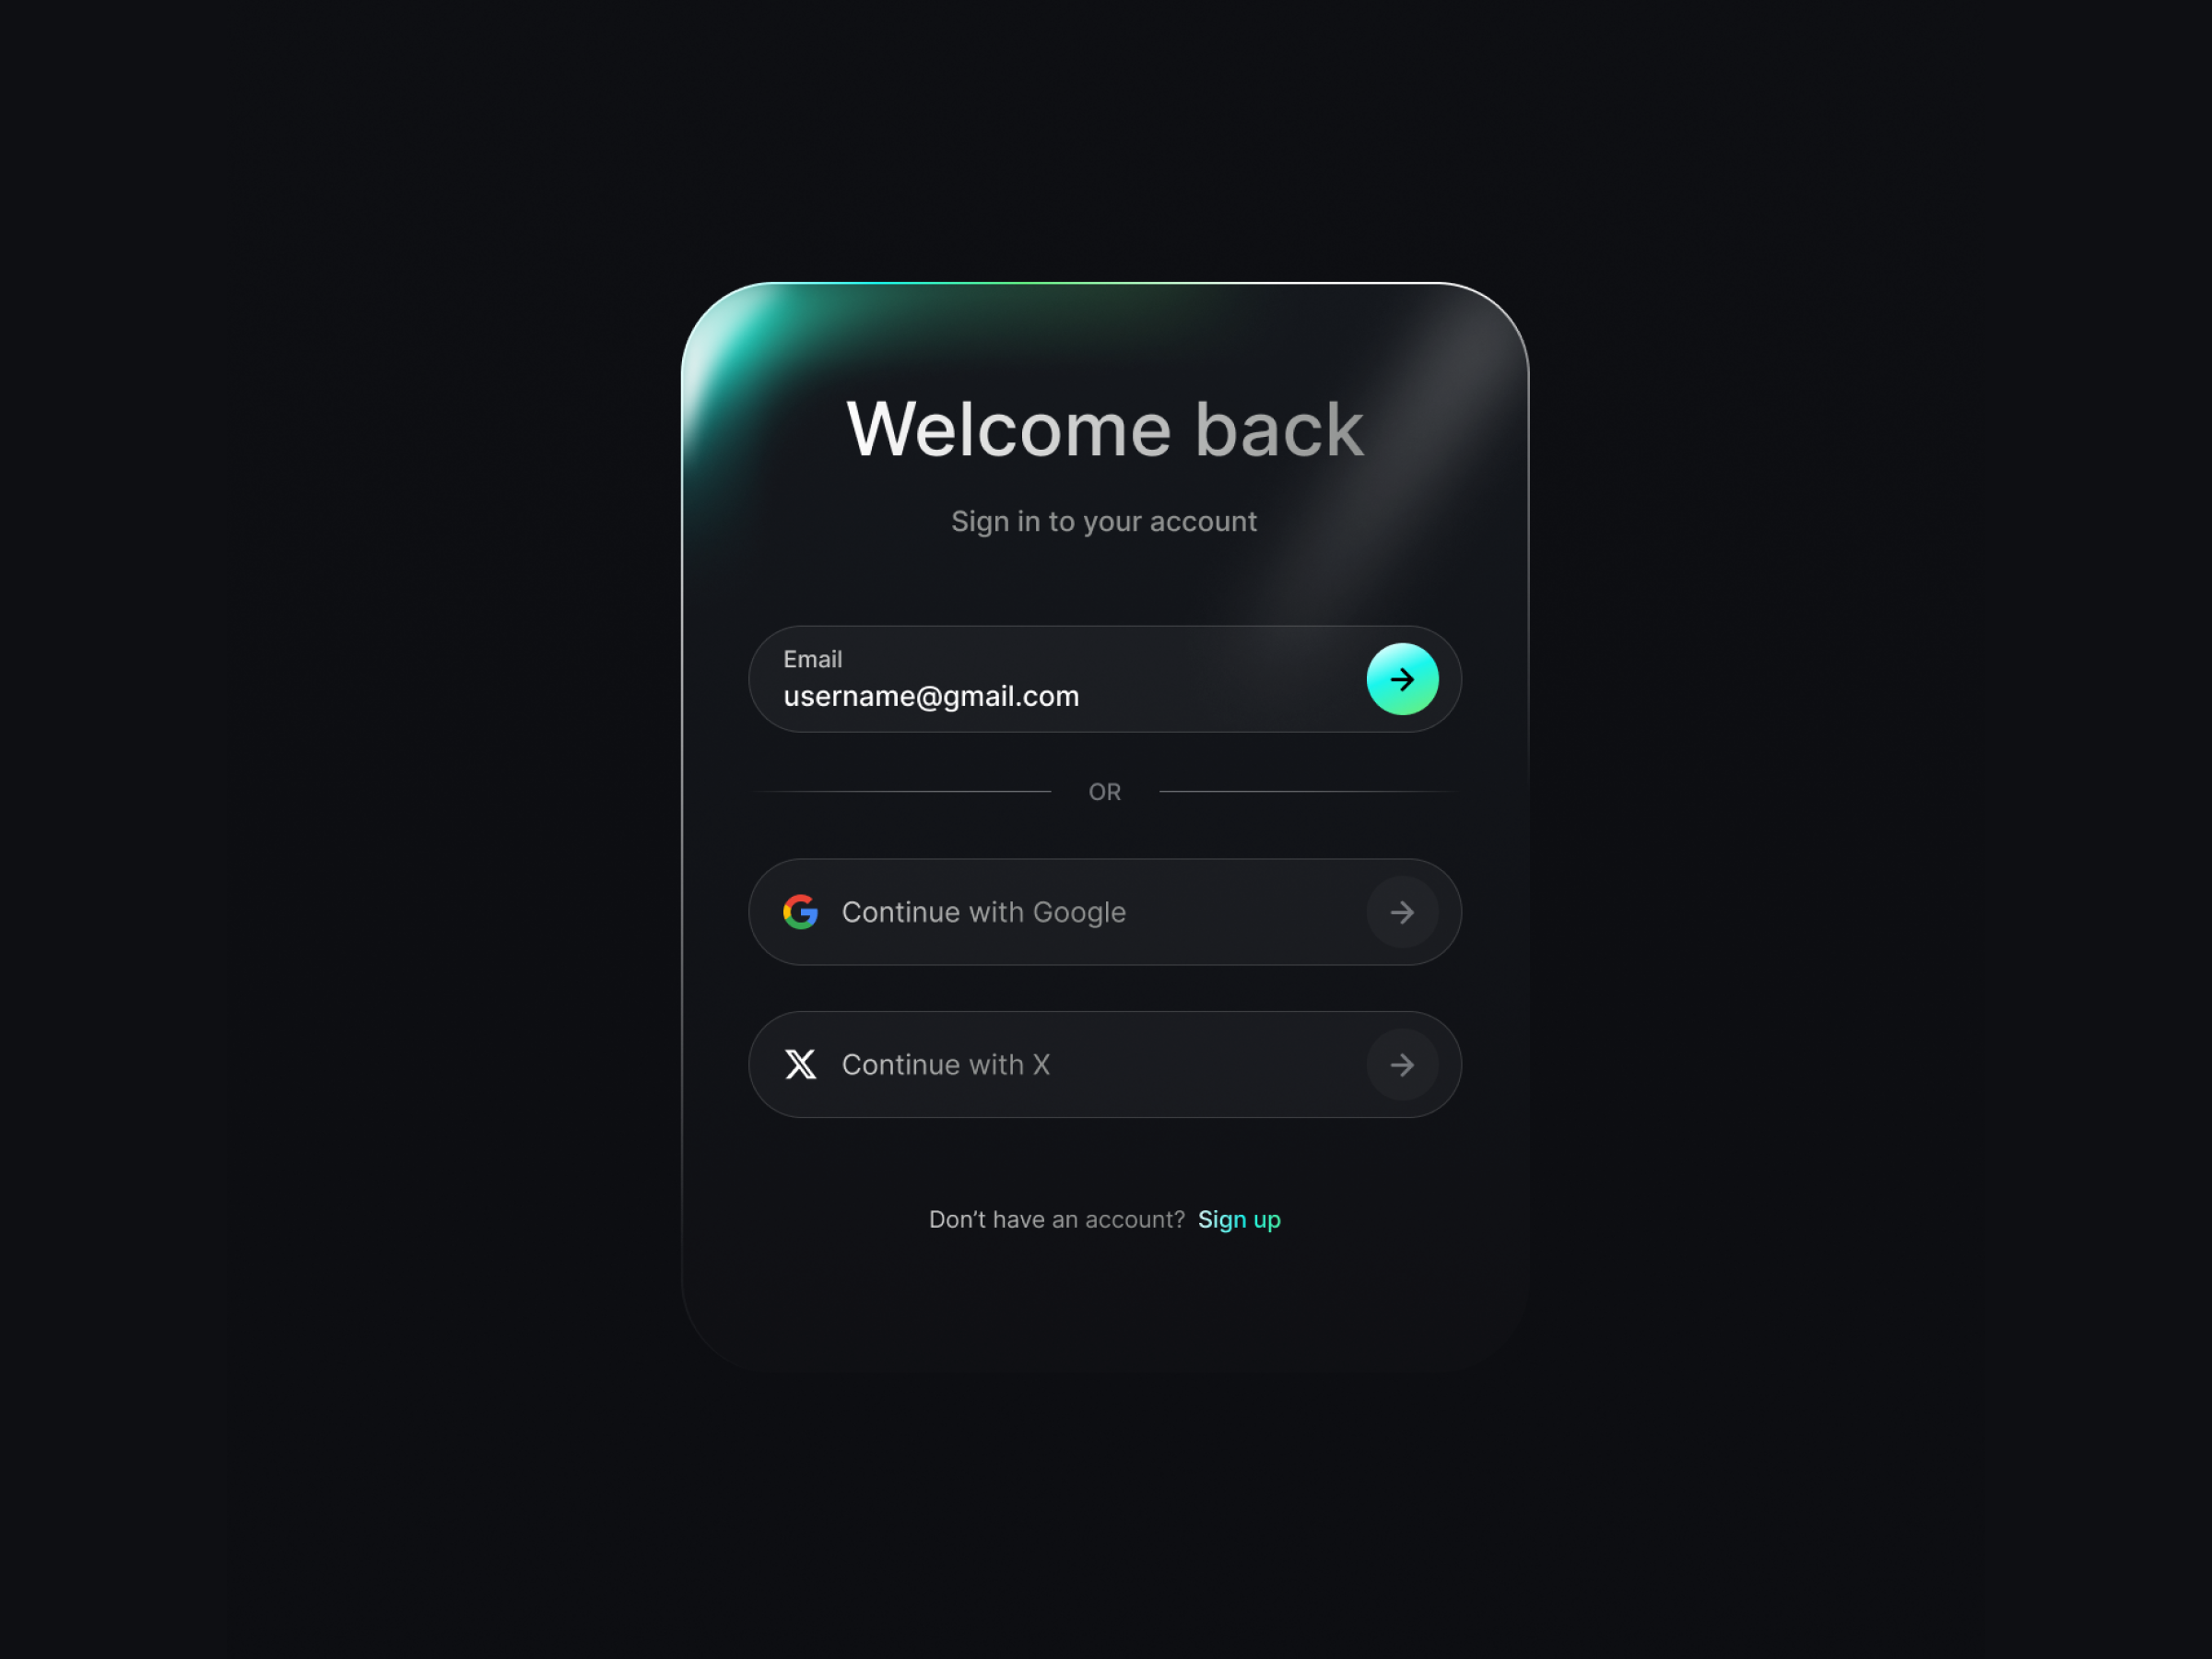 Welcome back
Sign in to your account
Email
username@gmail.com
OR
Continue with Google
Continue with X
Don’t have an account? Sign up